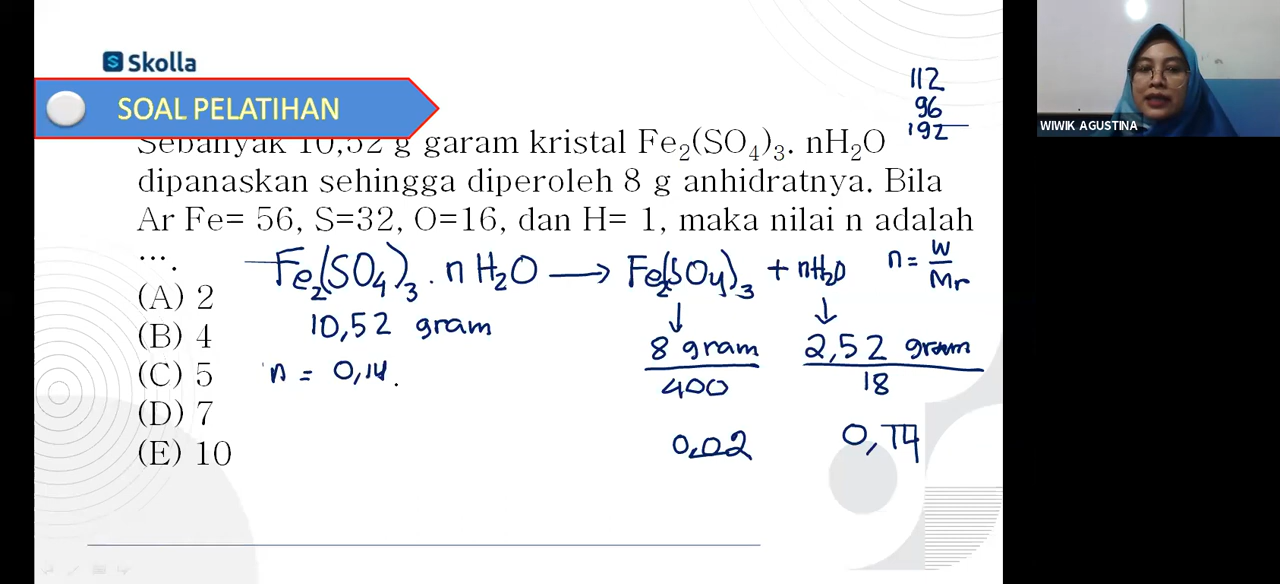 Skolla
SOAL PELATIHAN
112
96
192
WIWIK AGUSTINA
Sebanyak 10,52 g garam kristal Fe₂(SO₄)₃. nH₂O
dipanaskan sehingga diperoleh 8 g anhidratnya. Bila
Ar Fe= 56, S=32, O=16, dan H= 1, maka nilai n adalah
….
Fe₂(SO₄)₃ . n H₂O → Fe₂(SO₄)₃ + nH₂O
n = W/Mr
(A) 2
(B) 4
(C) 5
(D) 7
(E) 10
10,52 gram
n = 0,14.
8 gram
400
0,02
2,52 gram
18